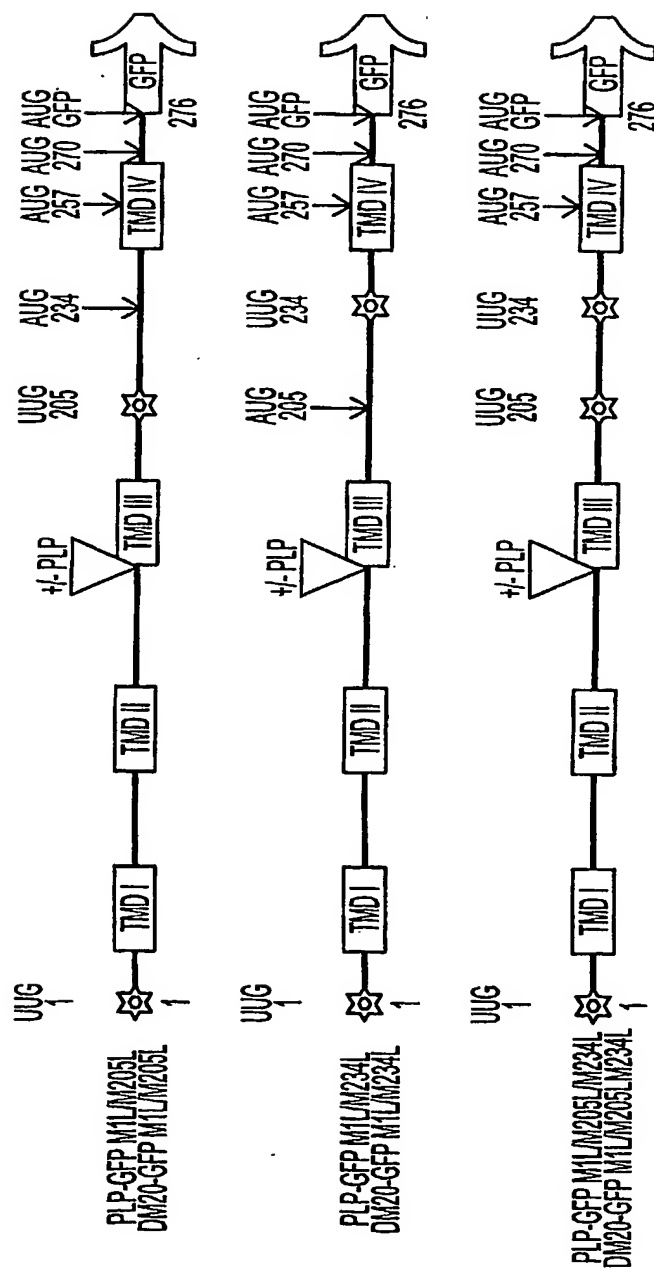 UUG
1
UUG
205
AUG
234
AUG
257
AUG
270
AUG
GFP
+/- PLP
PLP-GFP M1L/M205L
DM20-GFP M1L/M205L
TMD I
TMD II
TMD III
TMD IV
GFP
1
276
UUG
1
AUG
205
UUG
234
AUG
257
AUG
270
AUG
GFP
+/- PLP
PLP-GFP M1L/M234L
DM20-GFP M1L/M234L
TMD I
TMD II
TMD III
TMD IV
GFP
1
276
UUG
1
UUG
205
UUG
234
AUG
257
AUG
270
AUG
GFP
+/- PLP
PLP-GFP M1L/M205L/M234L
DM20-GFP M1L/M205LM234L
TMD I
TMD II
TMD III
TMD IV
GFP
1
276